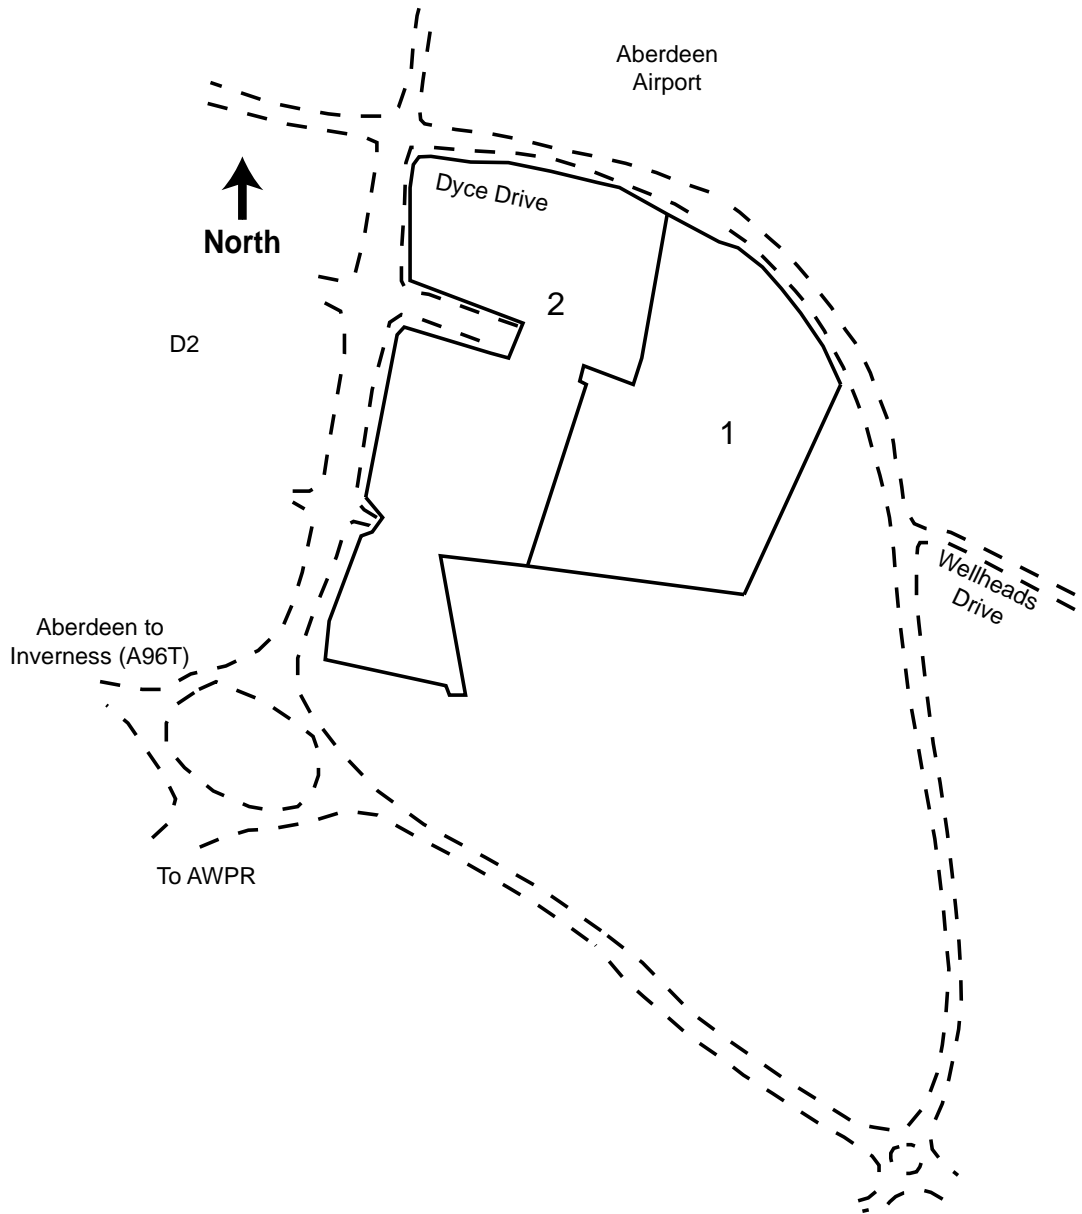 Aberdeen
Airport
Dyce Drive
North
2
D2
1
Wellheads
Drive
Aberdeen to
Inverness (A96T)
To AWPR